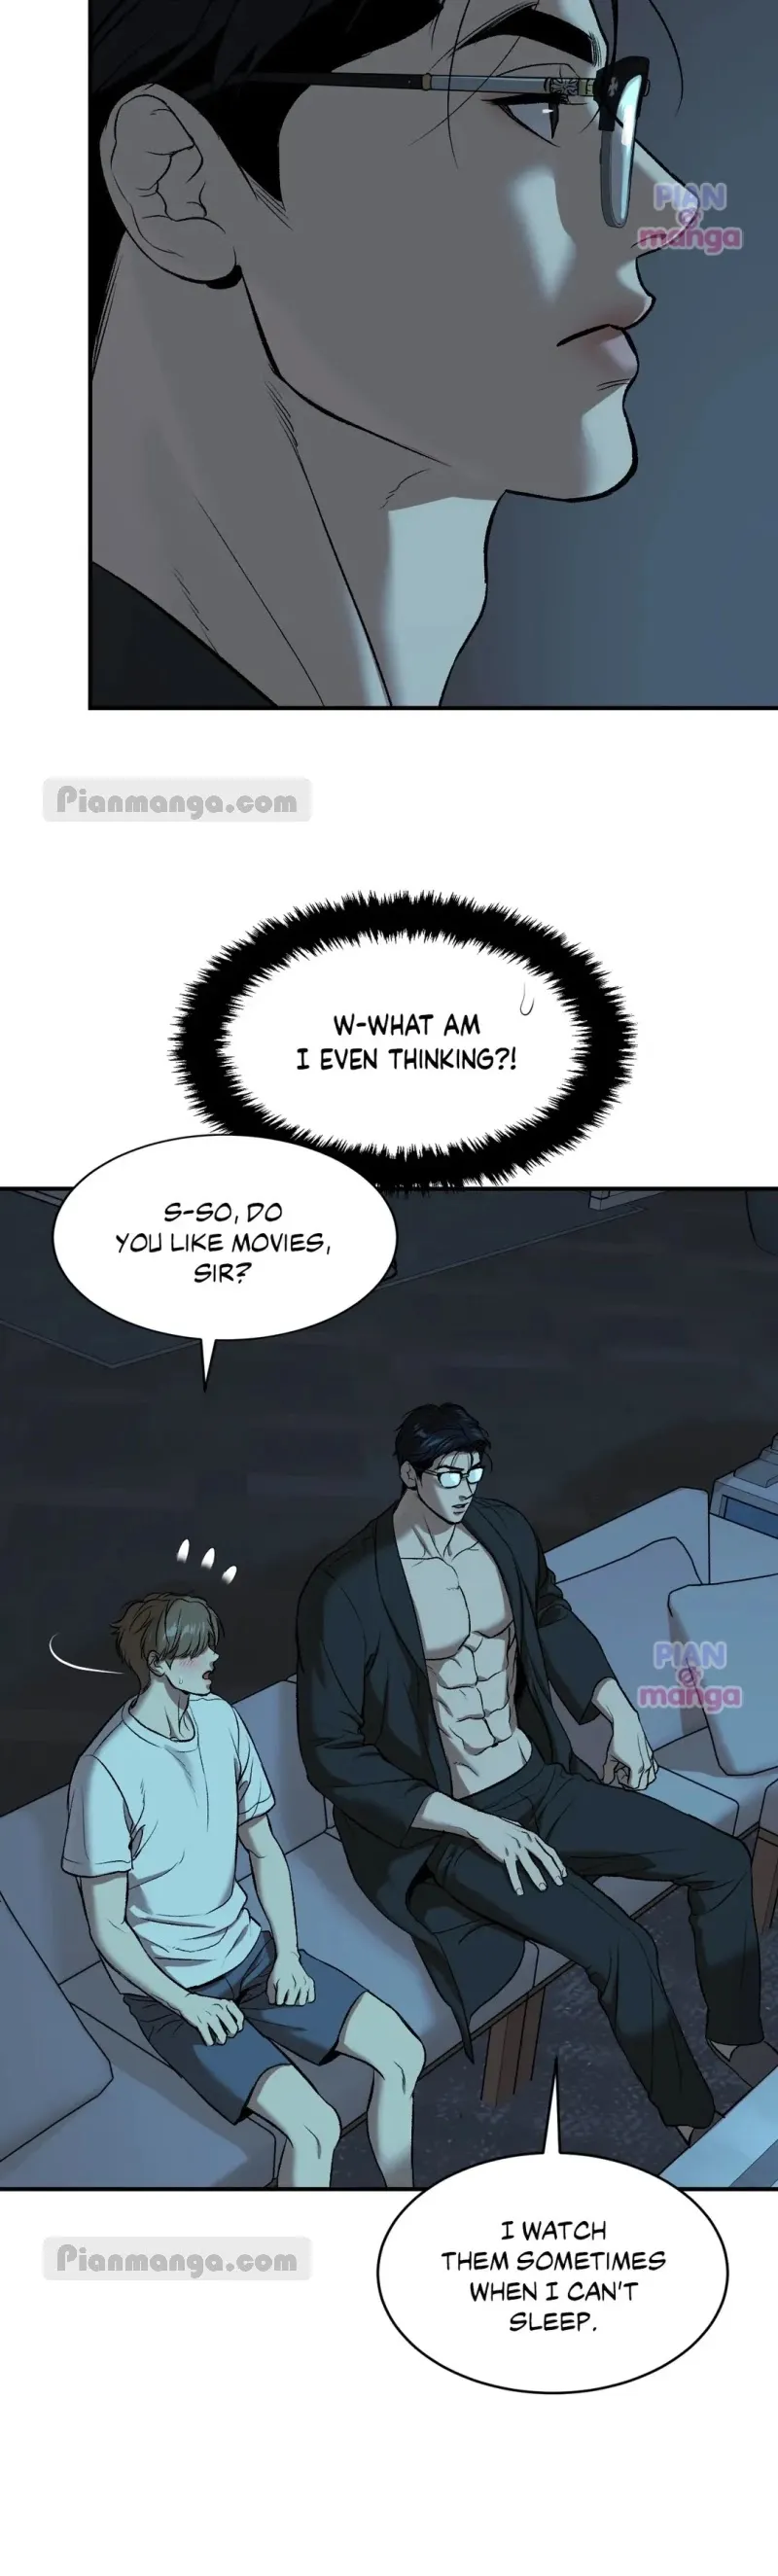 PIAN
manga
Pianmanga.com
W-WHAT AM
I EVEN THINKING?!
S-SO, DO
YOU LIKE MOVIES,
SIR?
PIAN
manga
Pianmanga.com
I WATCH
THEM SOMETIMES
WHEN I CAN'T
SLEEP.